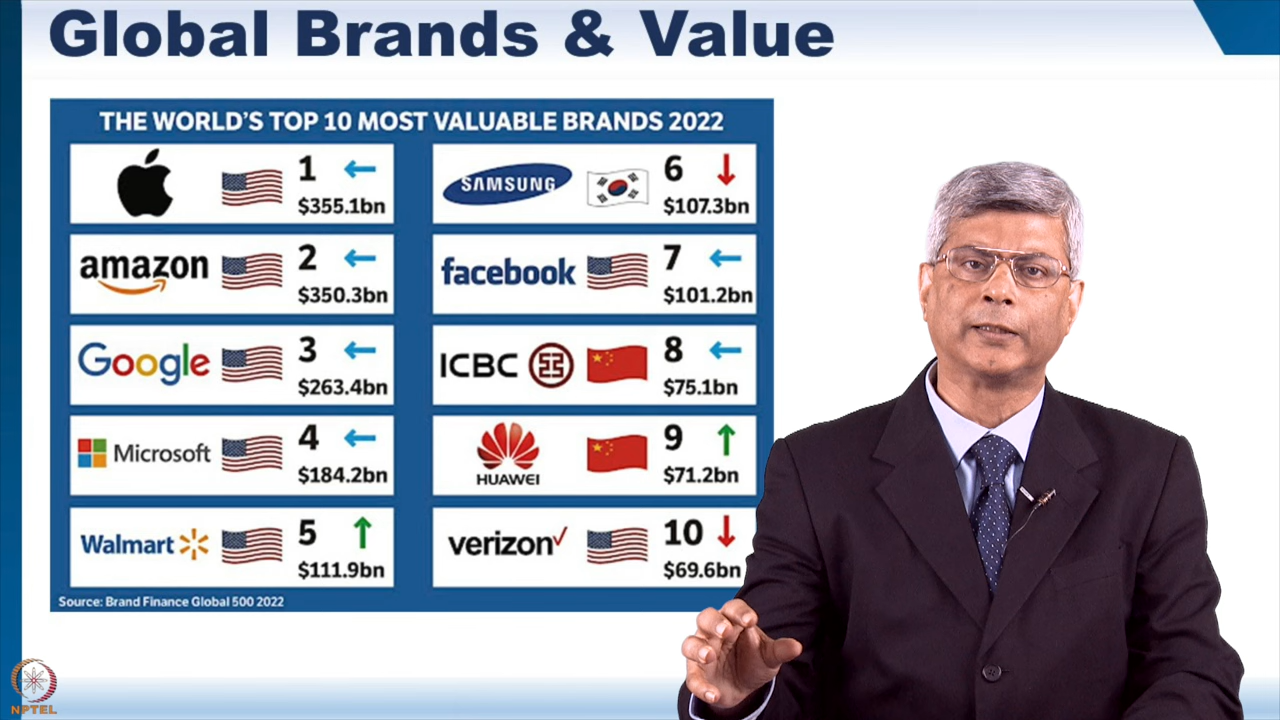 Global Brands & Value
THE WORLD'S TOP 10 MOST VALUABLE BRANDS 2022
1
$355.1bn
amazon
2
$350.3bn
Google
3
$263.4bn
Microsoft
4
$184.2bn
Walmart
5
$111.9bn
SAMSUNG
6
$107.3bn
facebook
7
$101.2bn
ICBC
8
$75.1bn
HUAWEI
9
$71.2bn
verizon
10
$69.6bn
Source: Brand Finance Global 500 2022
NPTEL